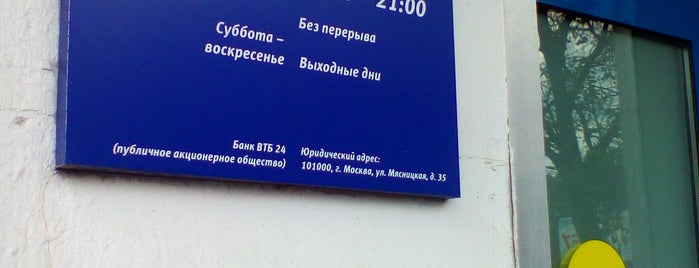 21:00
Без перерыва
Суббота –
воскресенье
Выходные дни
Банк ВТБ 24
(публичное акционерное общество)
Юридический адрес:
101000, г. Москва, ул. Мясницкая, д. 35